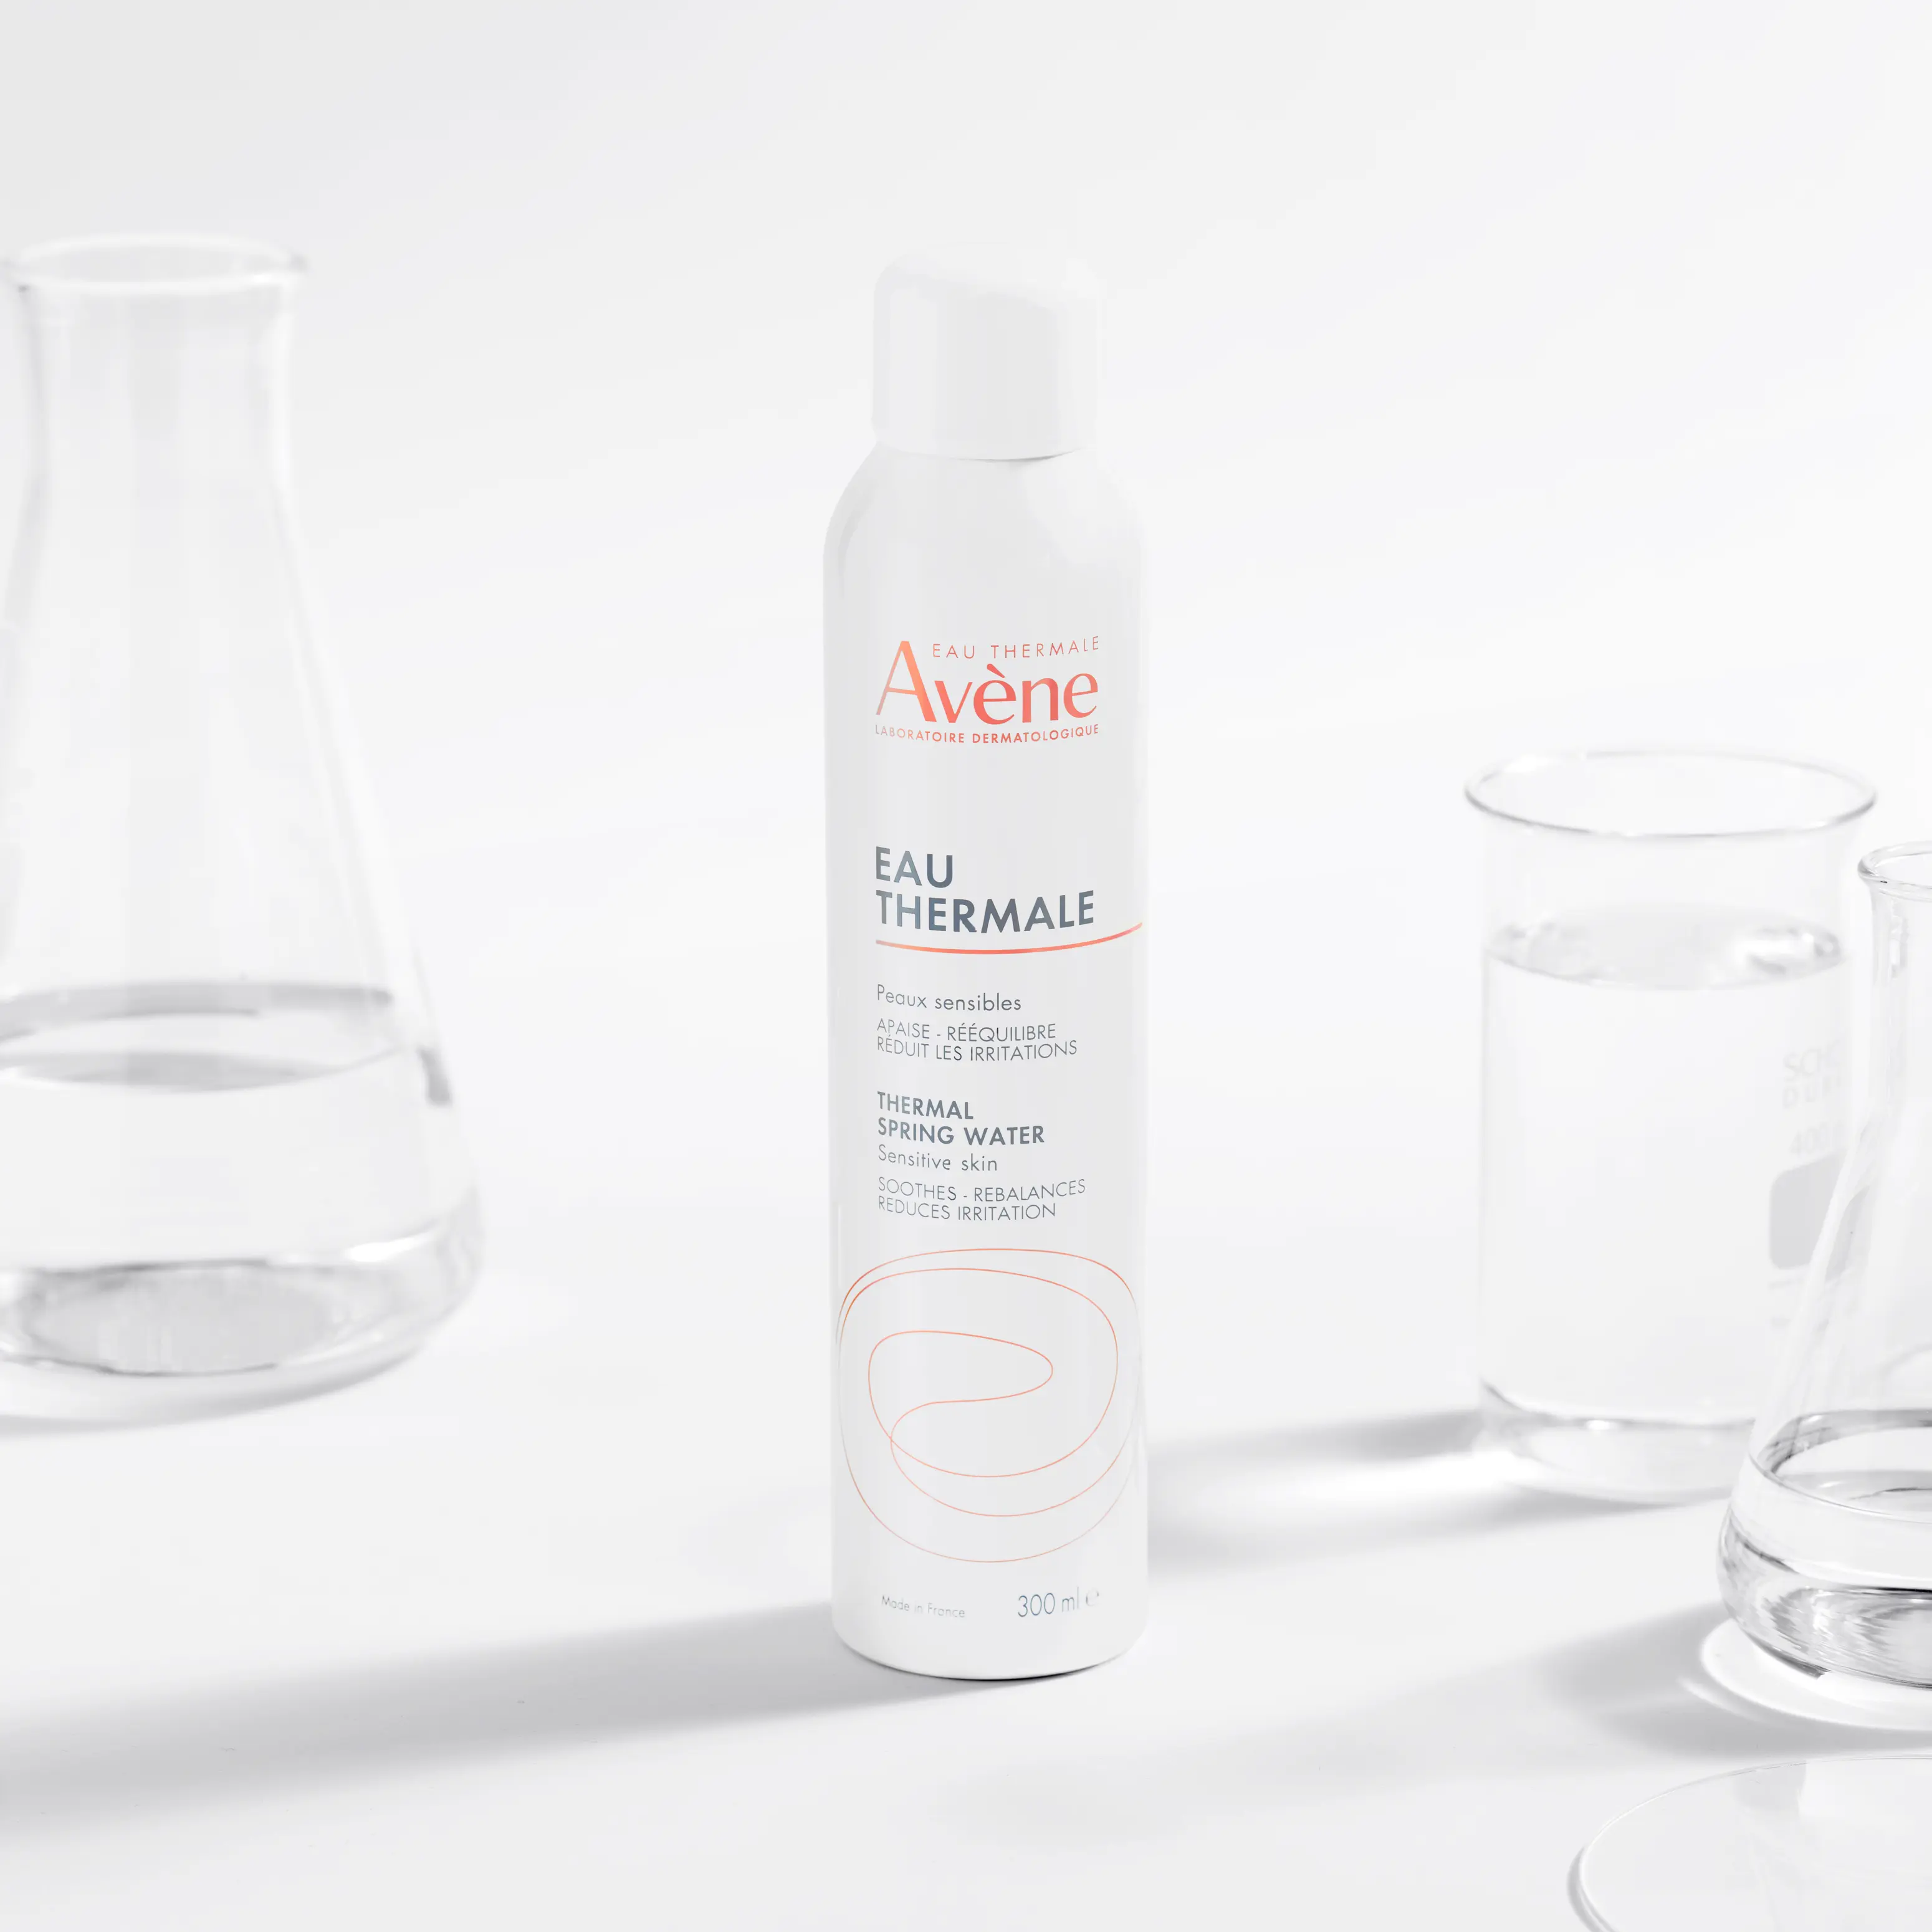 EAU THERMALE
Avène
LABORATOIRE DERMATOLOGIQUE
EAU
THERMALE
Peaux sensibles
APAISE - RÉÉQUILIBRE
RÉDUIT LES IRRITATIONS
THERMAL
SPRING WATER
Sensitive skin
SOOTHES - REBALANCES
REDUCES IRRITATION
Made in France
300 ml ℮